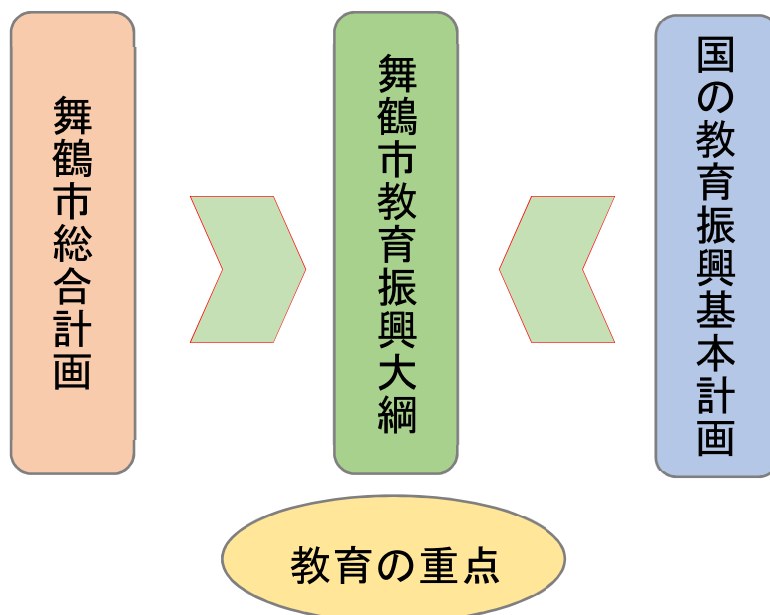 舞鶴市総合計画
舞鶴市教育振興大綱
国の教育振興基本計画
教育の重点